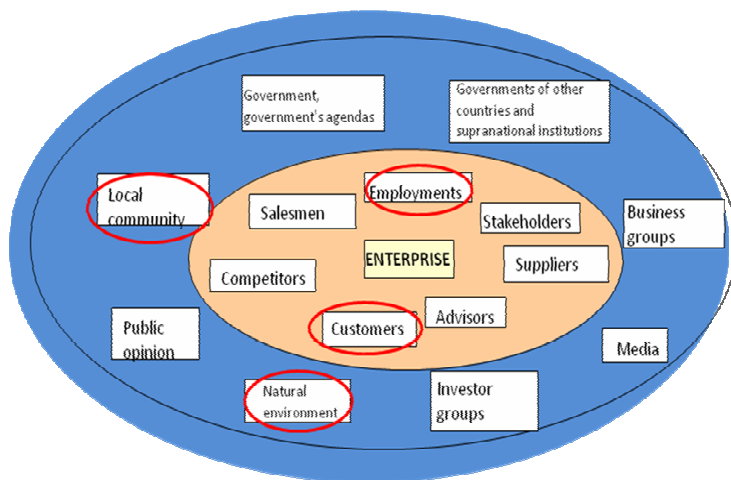 Government,
government's agendas
Governments of other
countries and
supranational institutions
Local
community
Employments
Salesmen
Stakeholders
Business
groups
ENTERPRISE
Suppliers
Competitors
Customers
Advisors
Public
opinion
Media
Natural
environment
Investor
groups